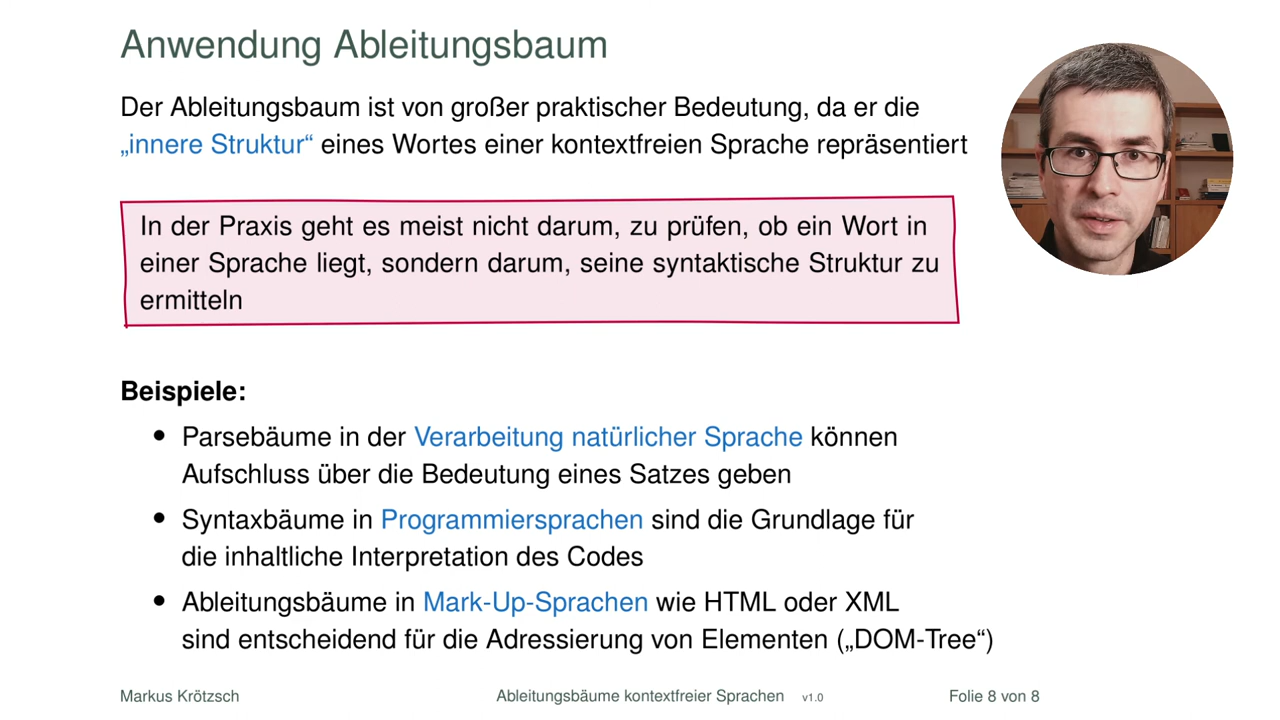 Anwendung Ableitungsbaum
Der Ableitungsbaum ist von großer praktischer Bedeutung, da er die
„innere Struktur“ eines Wortes einer kontextfreien Sprache repräsentiert
In der Praxis geht es meist nicht darum, zu prüfen, ob ein Wort in
einer Sprache liegt, sondern darum, seine syntaktische Struktur zu
ermitteln
Beispiele:
• Parsebäume in der Verarbeitung natürlicher Sprache können
Aufschluss über die Bedeutung eines Satzes geben
• Syntaxbäume in Programmiersprachen sind die Grundlage für
die inhaltliche Interpretation des Codes
• Ableitungsbäume in Mark-Up-Sprachen wie HTML oder XML
sind entscheidend für die Adressierung von Elementen („DOM-Tree“)
Markus Krötzsch Ableitungsbäume kontextfreier Sprachen v1.0 Folie 8 von 8